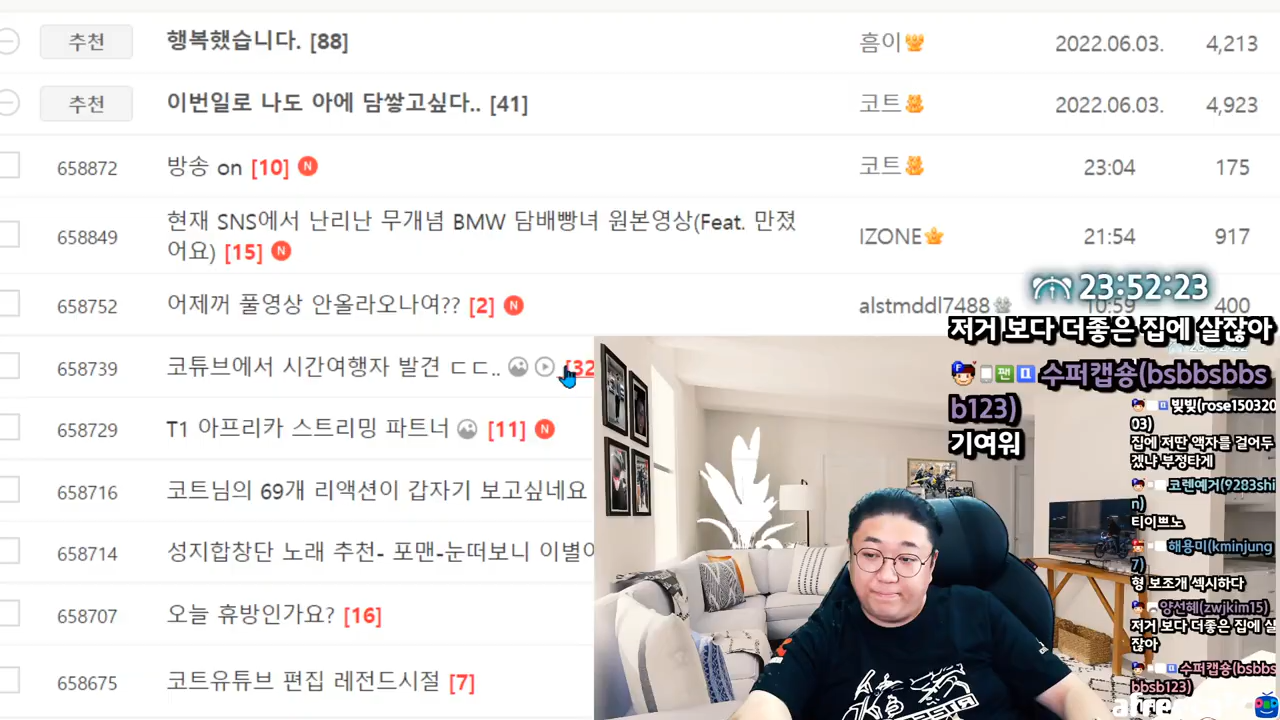 추천 행복했습니다. [88] 흠이 2022.06.03. 4,213
추천 이번일로 나도 아에 담쌓고싶다.. [41] 코트 2022.06.03. 4,923
658872 방송 on [10] N 코트 23:04 175
658849 현재 SNS에서 난리난 무개념 BMW 담배빵녀 원본영상(Feat. 만졌
어요) [15] N IZONE 21:54 917
23:52:23
658752 어제꺼 풀영상 안올라오나여?? [2] N alstmddl7488 10:59 400
저거 보다 더좋은 집에 살잖아
658739 코튜브에서 시간여행자 발견 ㄷㄷ.. [32
팬 수퍼캡숑(bsbbsbbs
b123)
기여워
658729 T1 아프리카 스트리밍 파트너 [11] N
658716 코트님의 69개 리액션이 갑자기 보고싶네요
658714 성지합창단 노래 추천- 포맨-눈떠보니 이별이
658707 오늘 휴방인가요? [16]
658675 코트유튜브 편집 레전드시절 [7]
빛빛(rose150320
03)
집에 저딴 액자를 걸어두
겠냐 부정타게
코렌예거(9283shi
n)
티이쁘노
해용미(kminjung
7)
형 보조개 섹시하다
양선혜(zwjkim15)
저거 보다 더좋은 집에 살
잖아
수퍼캡숑(bsbbs
bbsb123)